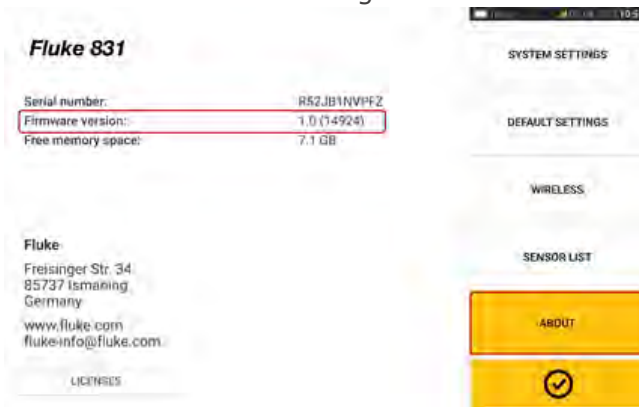 Fluke 831
Serial number: R52JB1NVPFZ
Firmware version: 1.0 (14924)
Free memory space: 7.1 GB
Fluke
Freisinger Str. 34
85737 Ismaning
Germany
www.fluke.com
fluke-info@fluke.com
LICENSES
SYSTEM SETTINGS
DEFAULT SETTINGS
WIRELESS
SENSOR LIST
ABOUT